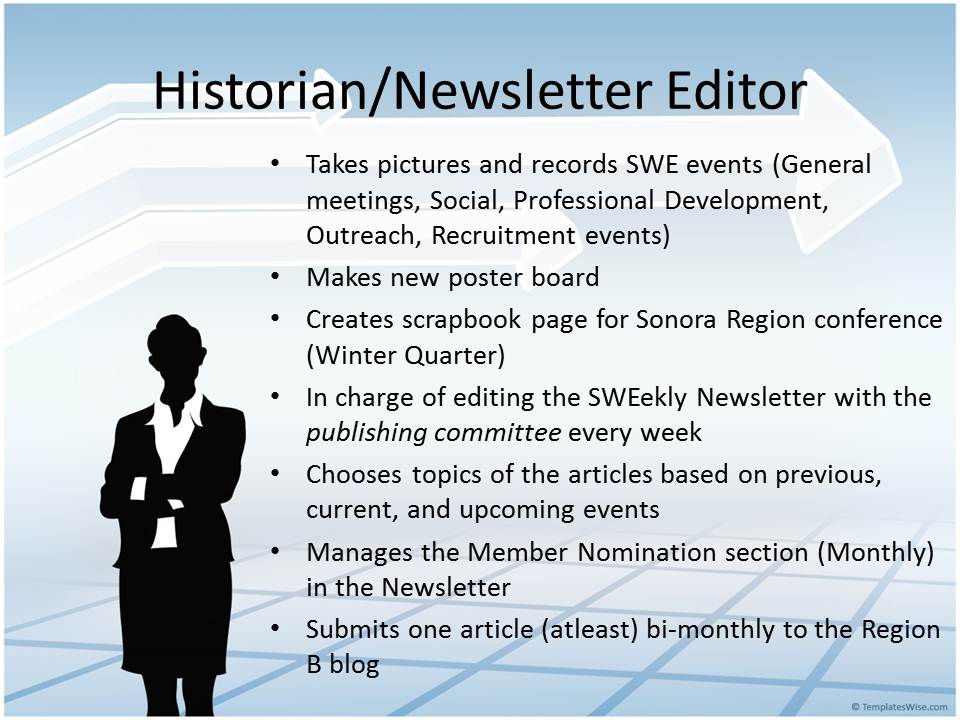 Historian/Newsletter Editor
• Takes pictures and records SWE events (General
meetings, Social, Professional Development,
Outreach, Recruitment events)
• Makes new poster board
• Creates scrapbook page for Sonora Region conference
(Winter Quarter)
• In charge of editing the SWEekly Newsletter with the
publishing committee every week
• Chooses topics of the articles based on previous,
current, and upcoming events
• Manages the Member Nomination section (Monthly)
in the Newsletter
• Submits one article (atleast) bi-monthly to the Region
B blog
© TemplatesWise.com